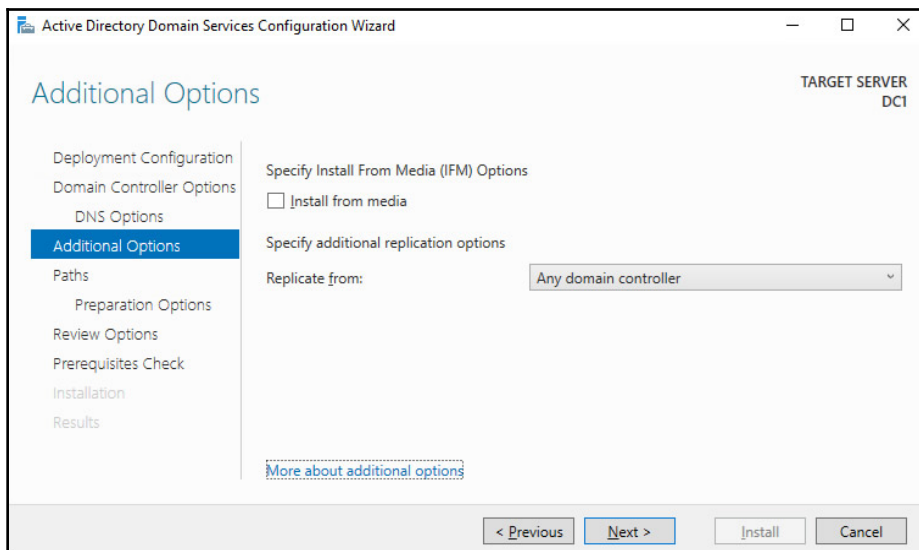 Active Directory Domain Services Configuration Wizard
Additional Options
TARGET SERVER
DC1
Deployment Configuration
Domain Controller Options
DNS Options
Additional Options
Paths
Preparation Options
Review Options
Prerequisites Check
Installation
Results
Specify Install From Media (IFM) Options
Install from media
Specify additional replication options
Replicate from:
Any domain controller
More about additional options
< Previous
Next >
Install
Cancel